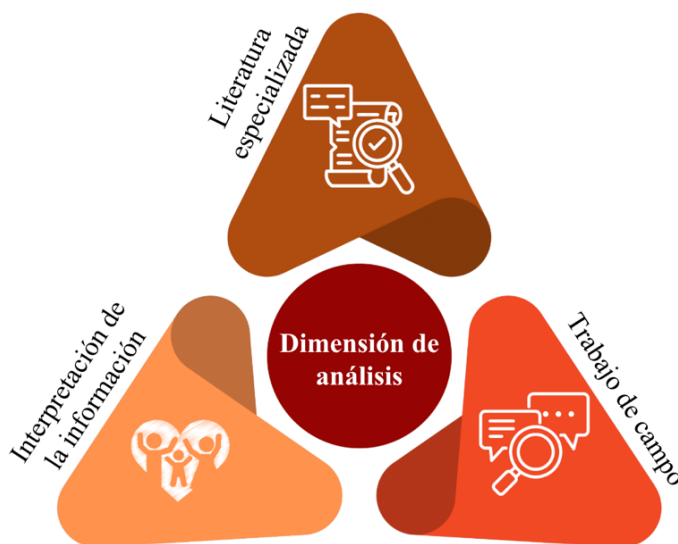 Literatura
especializada
Dimensión de
análisis
Interpretación de
la información
Trabajo de campo